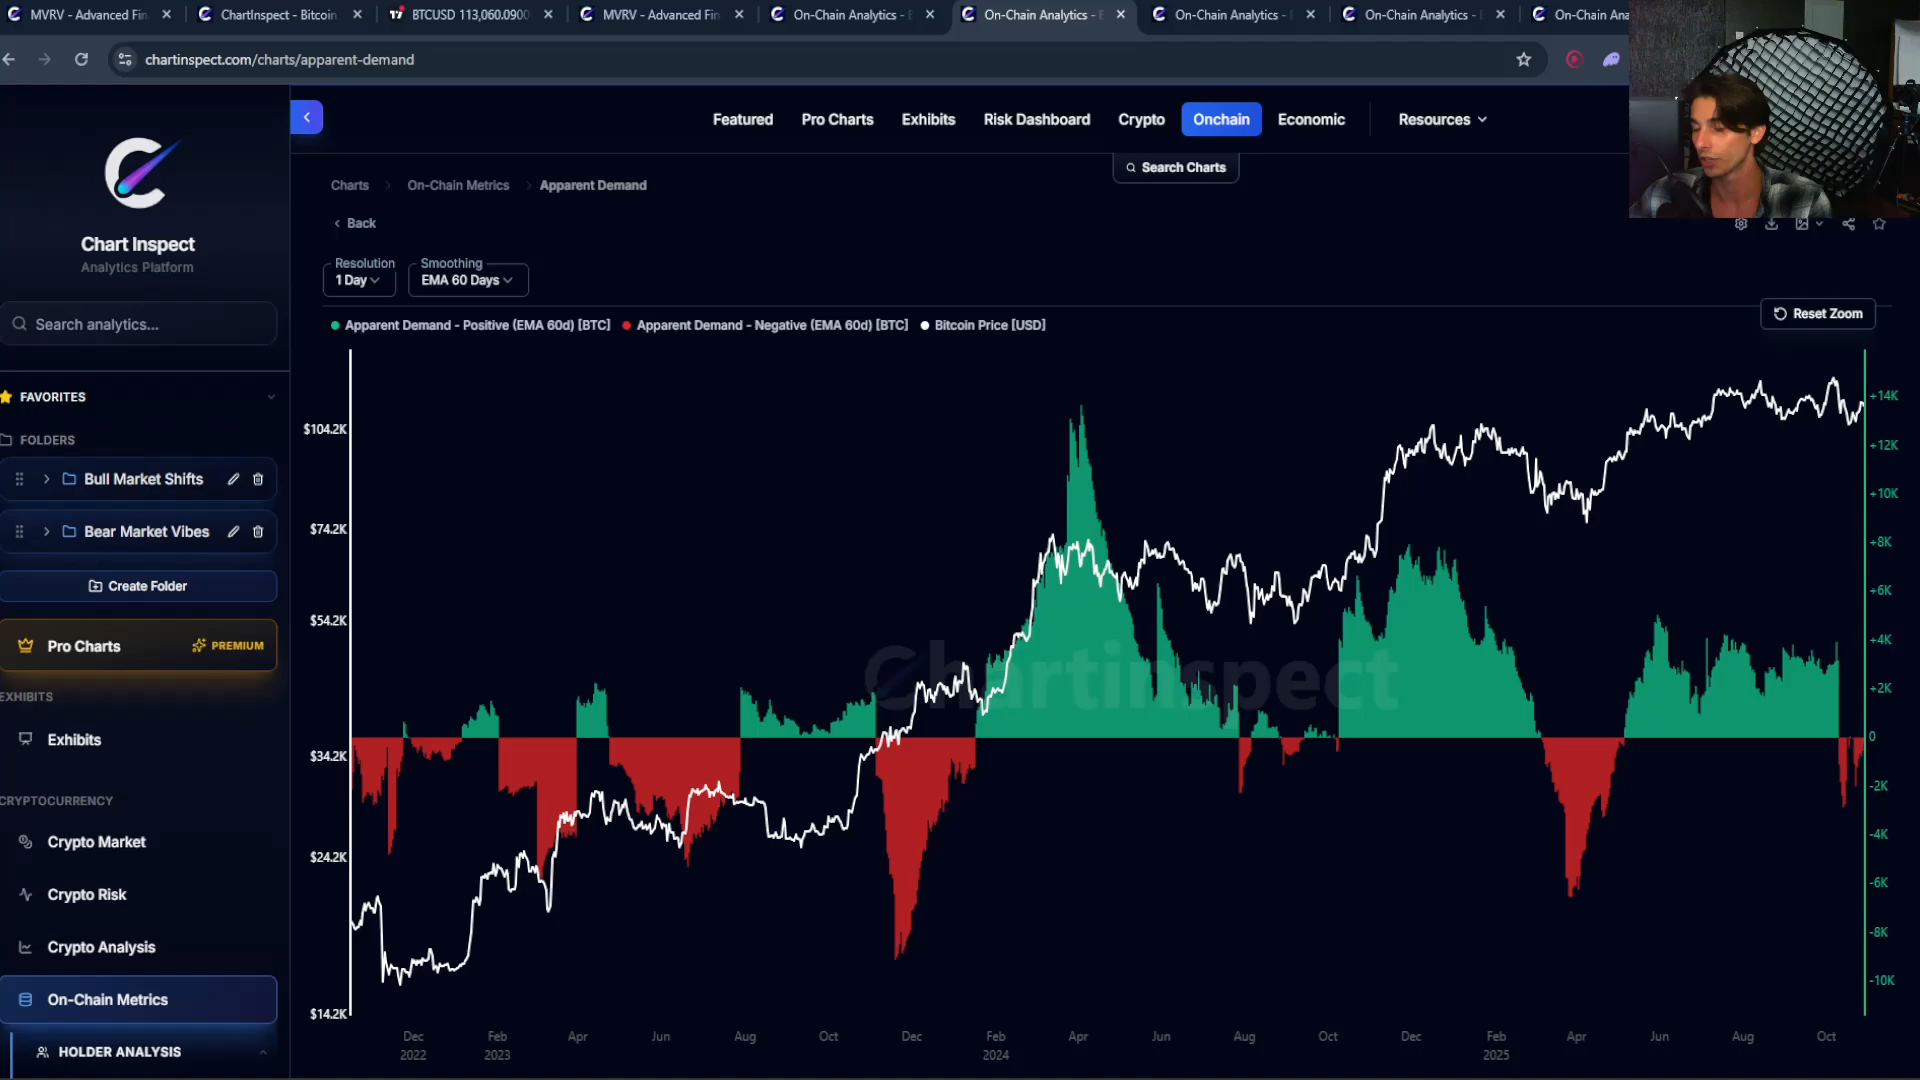 MVRV - Advanced Fin
ChartInspect - Bitcoin
BTCUSD 113,060.0900
MVRV - Advanced Fin
On-Chain Analytics -
On-Chain Analytics -
On-Chain Analytics -
On-Chain Analytics -
On-Chain Ana
chartinspect.com/charts/apparent-demand
Featured
Pro Charts
Exhibits
Risk Dashboard
Crypto
Onchain
Economic
Resources
Search Charts
Chart Inspect
Analytics Platform
Search analytics...
FAVORITES
FOLDERS
Bull Market Shifts
Bear Market Vibes
Create Folder
Pro Charts
PREMIUM
EXHIBITS
Exhibits
CRYPTOCURRENCY
Crypto Market
Crypto Risk
Crypto Analysis
On-Chain Metrics
HOLDER ANALYSIS
Charts
On-Chain Metrics
Apparent Demand
Back
Resolution
1 Day
Smoothing
EMA 60 Days
Reset Zoom
Apparent Demand - Positive (EMA 60d) [BTC]
Apparent Demand - Negative (EMA 60d) [BTC]
Bitcoin Price [USD]
$104.2K
$74.2K
$54.2K
$34.2K
$24.2K
$14.2K
Chartinspect
+14K
+12K
+10K
+8K
+6K
+4K
+2K
0
-2K
-4K
-6K
-8K
-10K
Dec
2022
Feb
2023
Apr
Jun
Aug
Oct
Dec
Feb
2024
Apr
Jun
Aug
Oct
Dec
Feb
2025
Apr
Jun
Aug
Oct